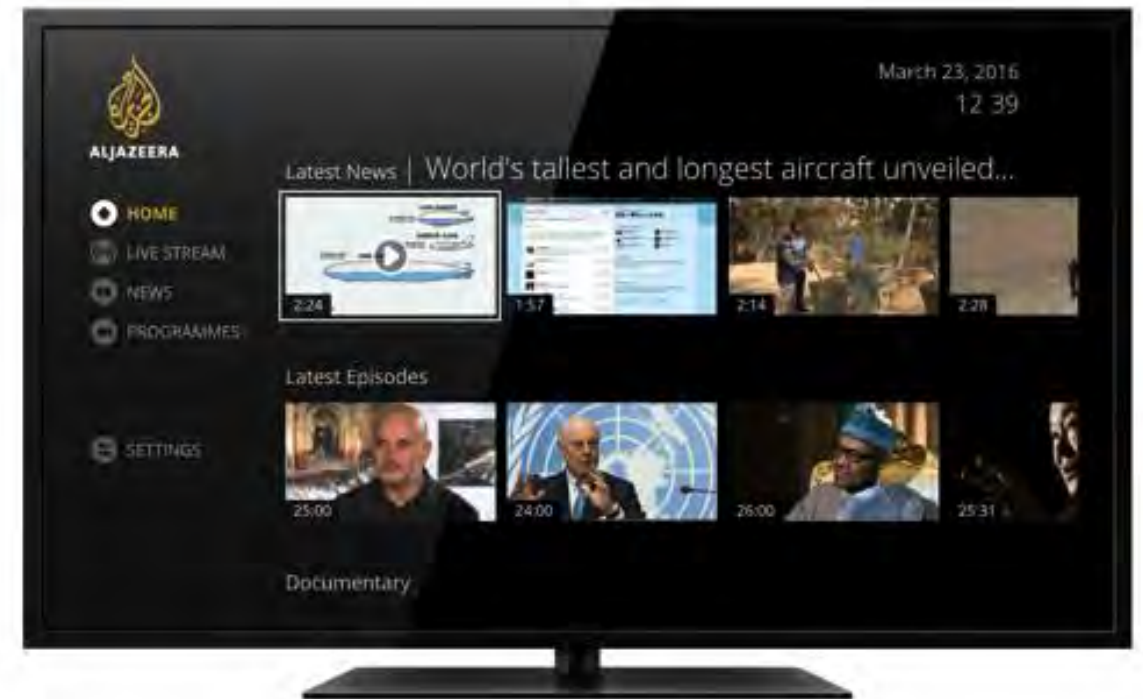 March 23, 2016
12 39
ALJAZEERA
Latest News | World's tallest and longest aircraft unveiled...
HOME
LIVE STREAM
NEWS
PROGRAMMES
SETTINGS
2:24
1:57
2:14
2:28
Latest Episodes
25:00
24:00
26:00
25:31
Documentary